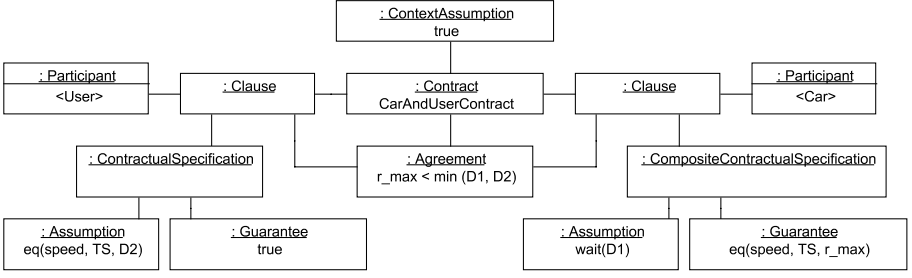 : ContextAssumption
true
: Participant
<User>
: Clause
: Contract
CarAndUserContract
: Clause
: Participant
<Car>
: ContractualSpecification
: Agreement
r_max < min (D1, D2)
: CompositeContractualSpecification
: Assumption
eq(speed, TS, D2)
: Guarantee
true
: Assumption
wait(D1)
: Guarantee
eq(speed, TS, r_max)